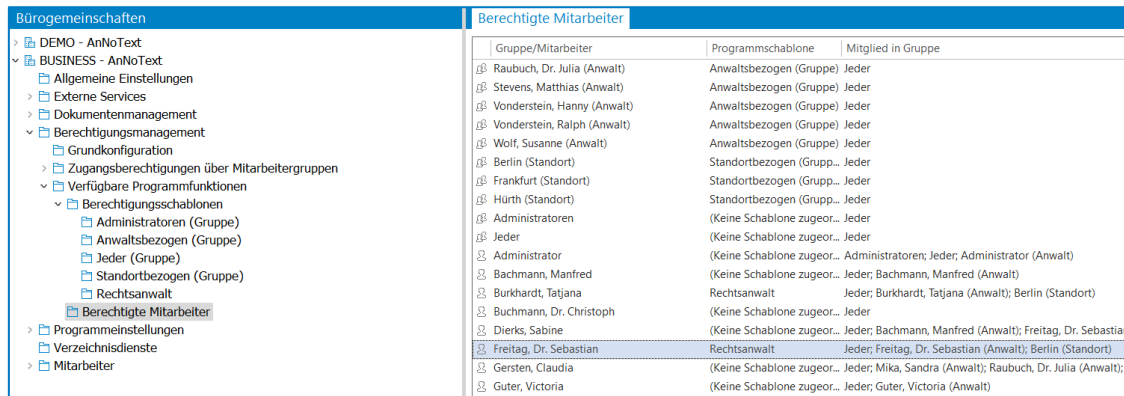 Bürogemeinschaften
DEMO - AnNoText
BUSINESS - AnNoText
Allgemeine Einstellungen
Externe Services
Dokumentenmanagement
Berechtigungsmanagement
Grundkonfiguration
Zugangsberechtigungen über Mitarbeitergruppen
Verfügbare Programmfunktionen
Berechtigungsschablonen
Administratoren (Gruppe)
Anwaltsbezogen (Gruppe)
Jeder (Gruppe)
Standortbezogen (Gruppe)
Rechtsanwalt
Berechtigte Mitarbeiter
Programmeinstellungen
Verzeichnisdienste
Mitarbeiter
Berechtigte Mitarbeiter
Gruppe/Mitarbeiter Programmschablone Mitglied in Gruppe
Raubuch, Dr. Julia (Anwalt) Anwaltsbezogen (Gruppe) Jeder
Stevens, Matthias (Anwalt) Anwaltsbezogen (Gruppe) Jeder
Vonderstein, Hanny (Anwalt) Anwaltsbezogen (Gruppe) Jeder
Vonderstein, Ralph (Anwalt) Anwaltsbezogen (Gruppe) Jeder
Wolf, Susanne (Anwalt) Anwaltsbezogen (Gruppe) Jeder
Berlin (Standort) Standortbezogen (Grupp... Jeder
Frankfurt (Standort) Standortbezogen (Grupp... Jeder
Hürth (Standort) Standortbezogen (Grupp... Jeder
Administratoren (Keine Schablone zugeor... Jeder
Jeder (Keine Schablone zugeor... Jeder
Administrator (Keine Schablone zugeor... Administratoren; Jeder; Administrator (Anwalt)
Bachmann, Manfred (Keine Schablone zugeor... Jeder; Bachmann, Manfred (Anwalt)
Burkhardt, Tatjana Rechtsanwalt Jeder; Burkhardt, Tatjana (Anwalt); Berlin (Standort)
Buchmann, Dr. Christoph (Keine Schablone zugeor... Jeder
Dierks, Sabine (Keine Schablone zugeor... Jeder; Bachmann, Manfred (Anwalt); Freitag, Dr. Sebastia
Freitag, Dr. Sebastian Rechtsanwalt Jeder; Freitag, Dr. Sebastian (Anwalt); Berlin (Standort)
Gersten, Claudia (Keine Schablone zugeor... Jeder; Mika, Sandra (Anwalt); Raubuch, Dr. Julia (Anwalt);
Guter, Victoria (Keine Schablone zugeor... Jeder; Guter, Victoria (Anwalt)